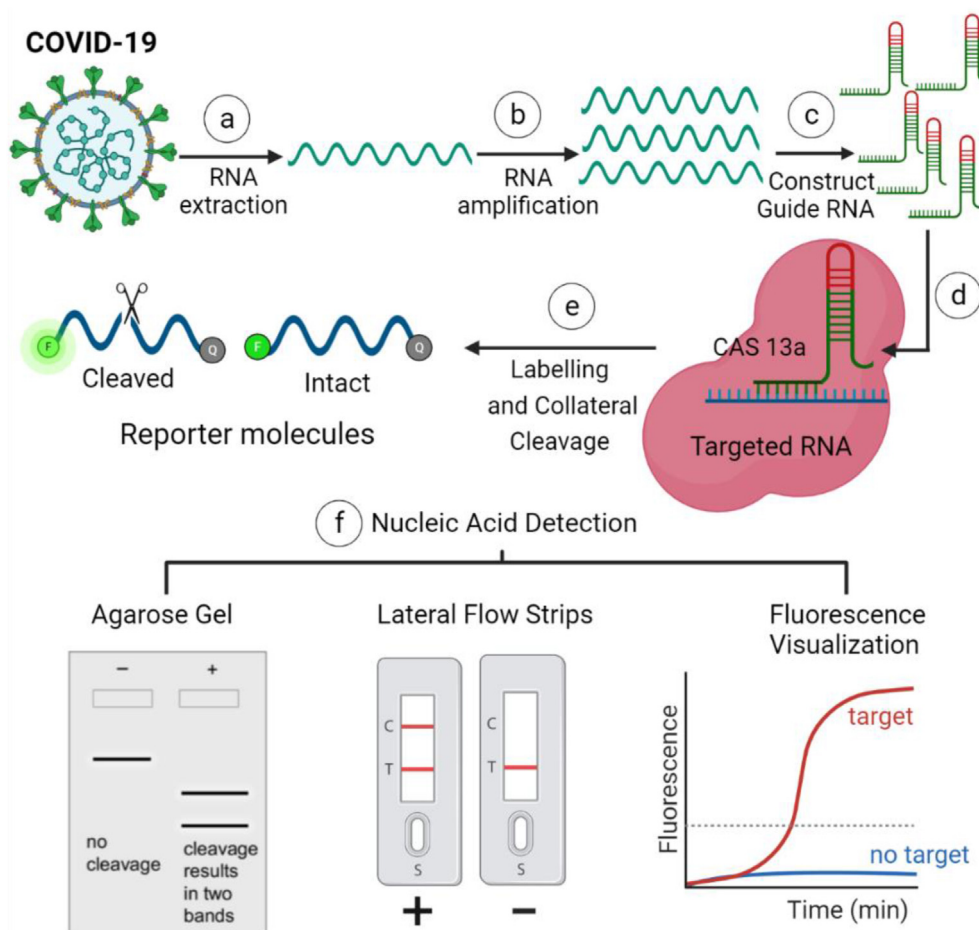 COVID-19
a
RNA
extraction
b
RNA
amplification
c
Construct
Guide RNA
d
CAS 13a
Targeted RNA
e
Labelling
and Collateral
Cleavage
F
Q
Cleaved
F
Q
Intact
Reporter molecules
f Nucleic Acid Detection
Agarose Gel
− +
no
cleavage
cleavage
results
in two
bands
Lateral Flow Strips
C
T
S
+
C
T
S
−
Fluorescence
Visualization
Fluorescence
target
no target
Time (min)